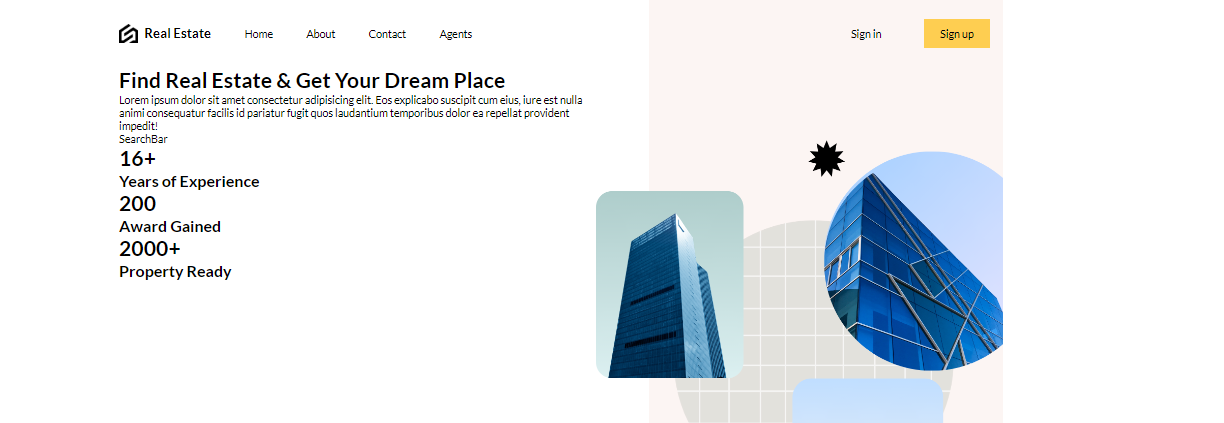 Real Estate
Home
About
Contact
Agents
Sign in
Sign up
Find Real Estate & Get Your Dream Place
Lorem ipsum dolor sit amet consectetur adipisicing elit. Eos explicabo suscipit cum eius, iure est nulla
animi consequatur facilis id pariatur fugit quos laudantium temporibus dolor ea repellat provident
impedit!
SearchBar
16+
Years of Experience
200
Award Gained
2000+
Property Ready